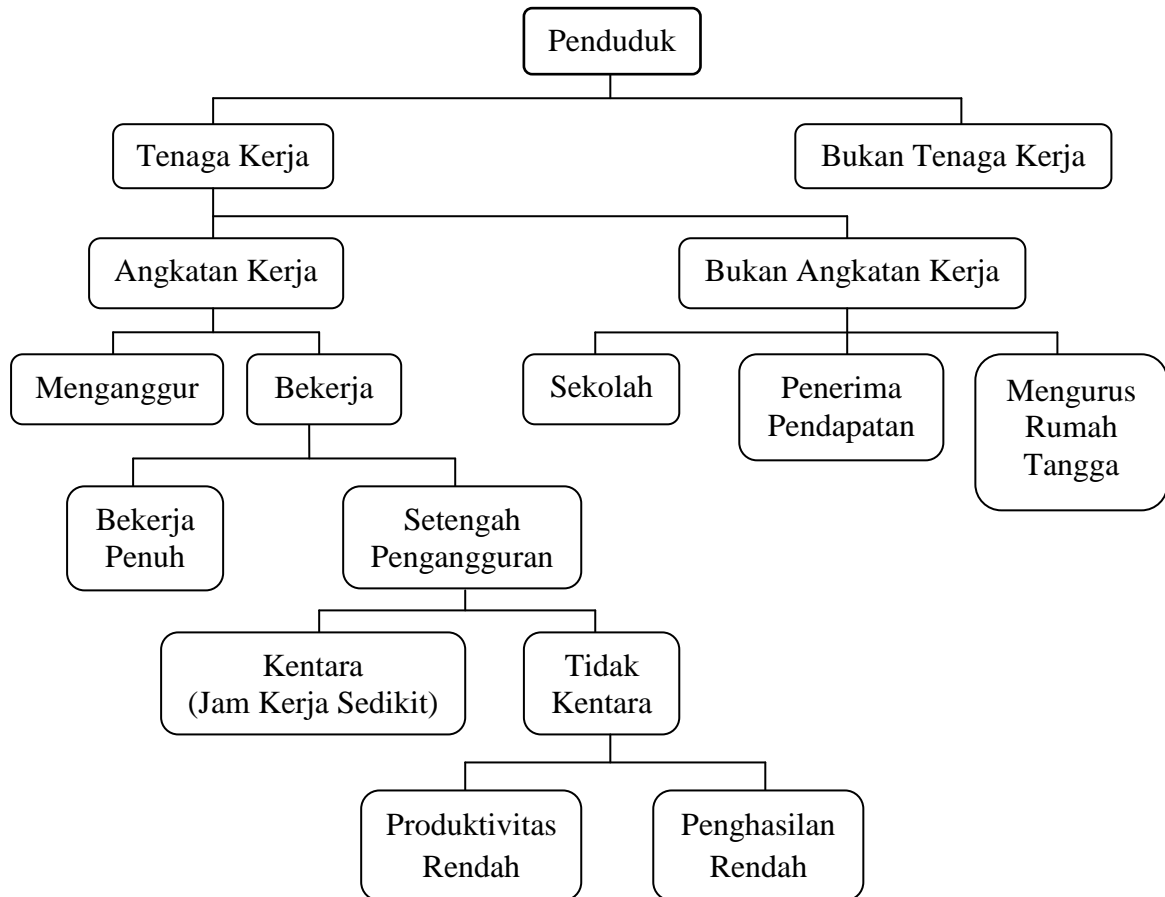 Penduduk
Tenaga Kerja
Bukan Tenaga Kerja
Angkatan Kerja
Bukan Angkatan Kerja
Menganggur
Bekerja
Sekolah
Penerima
Pendapatan
Mengurus
Rumah
Tangga
Bekerja
Penuh
Setengah
Pengangguran
Kentara
(Jam Kerja Sedikit)
Tidak
Kentara
Produktivitas
Rendah
Penghasilan
Rendah